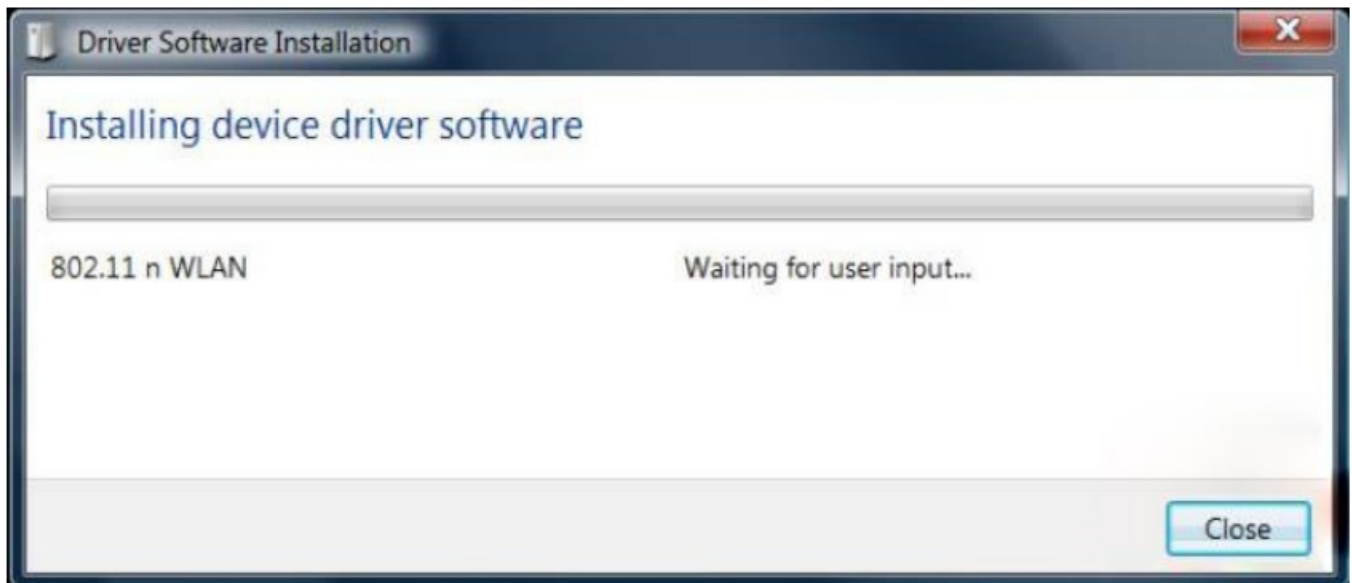 Driver Software Installation
Installing device driver software
802.11 n WLAN Waiting for user input...
Close